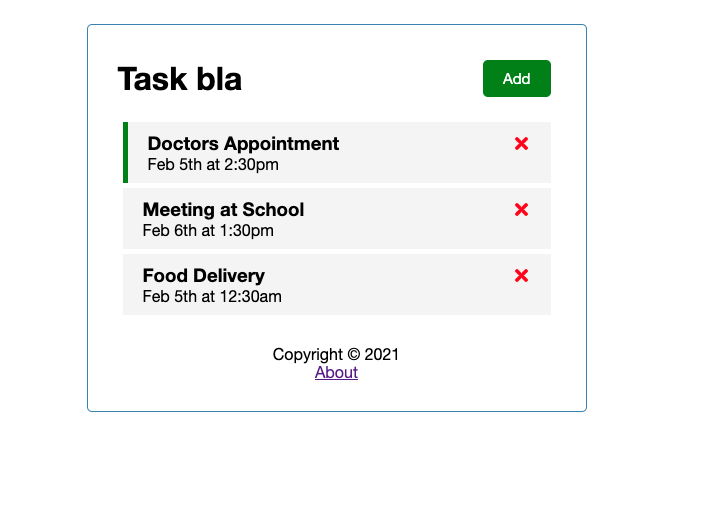 Task bla
Add
Doctors Appointment
Feb 5th at 2:30pm
Meeting at School
Feb 6th at 1:30pm
Food Delivery
Feb 5th at 12:30am
Copyright © 2021
About